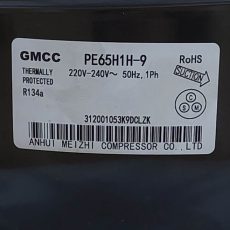 GMCC PE65H1H-9 RoHS
THERMALLY PROTECTED 220V-240V～ 50Hz, 1Ph SUCTION
R134a
C S M
312001053K9DCLZK
ANHUI MEIZHI COMPRESSOR CO., LTD